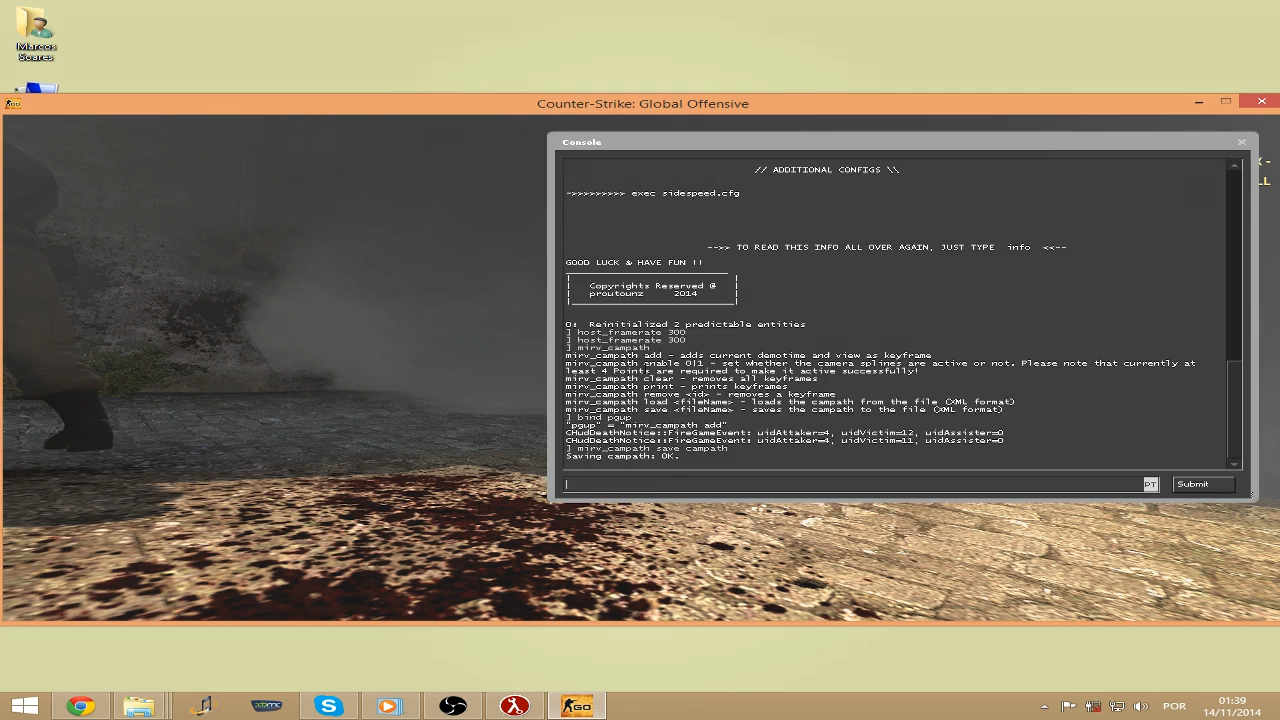 Marcos
Soares
GO
Counter-Strike: Global Offensive
Console
// ADDITIONAL CONFIGS \\
->>>>>>>>> exec sidespeed.cfg
-->> TO READ THIS INFO ALL OVER AGAIN, JUST TYPE info <<--
GOOD LUCK & HAVE FUN !!
Copyrights Reserved @
proutounz 2014
0: Reinitialized 2 predictable entities
] host_framerate 300
] host_framerate 300
] mirv_campath
mirv_campath add - adds current demotime and view as keyframe
mirv_campath enable 0|1 - set whether the camera splines are active or not. Please note that currently at
least 4 Points are required to make it active successfully!
mirv_campath clear - removes all keyframes
mirv_campath print - prints keyframes
mirv_campath remove <id> - removes a keyframe
mirv_campath load <fileName> - loads the campath from the file (XML format)
mirv_campath save <fileName> - saves the campath to the file (XML format)
] bind pgup
"pgup" = "mirv_campath add"
CHudDeathNotice::FireGameEvent: uidAttaker=4, uidVictim=12, uidAssister=0
CHudDeathNotice::FireGameEvent: uidAttaker=4, uidVictim=11, uidAssister=0
] mirv_campath save campath
Saving campath: OK.
PT
Submit
X -
LL
xbmc
S
GO
POR
01:39
14/11/2014